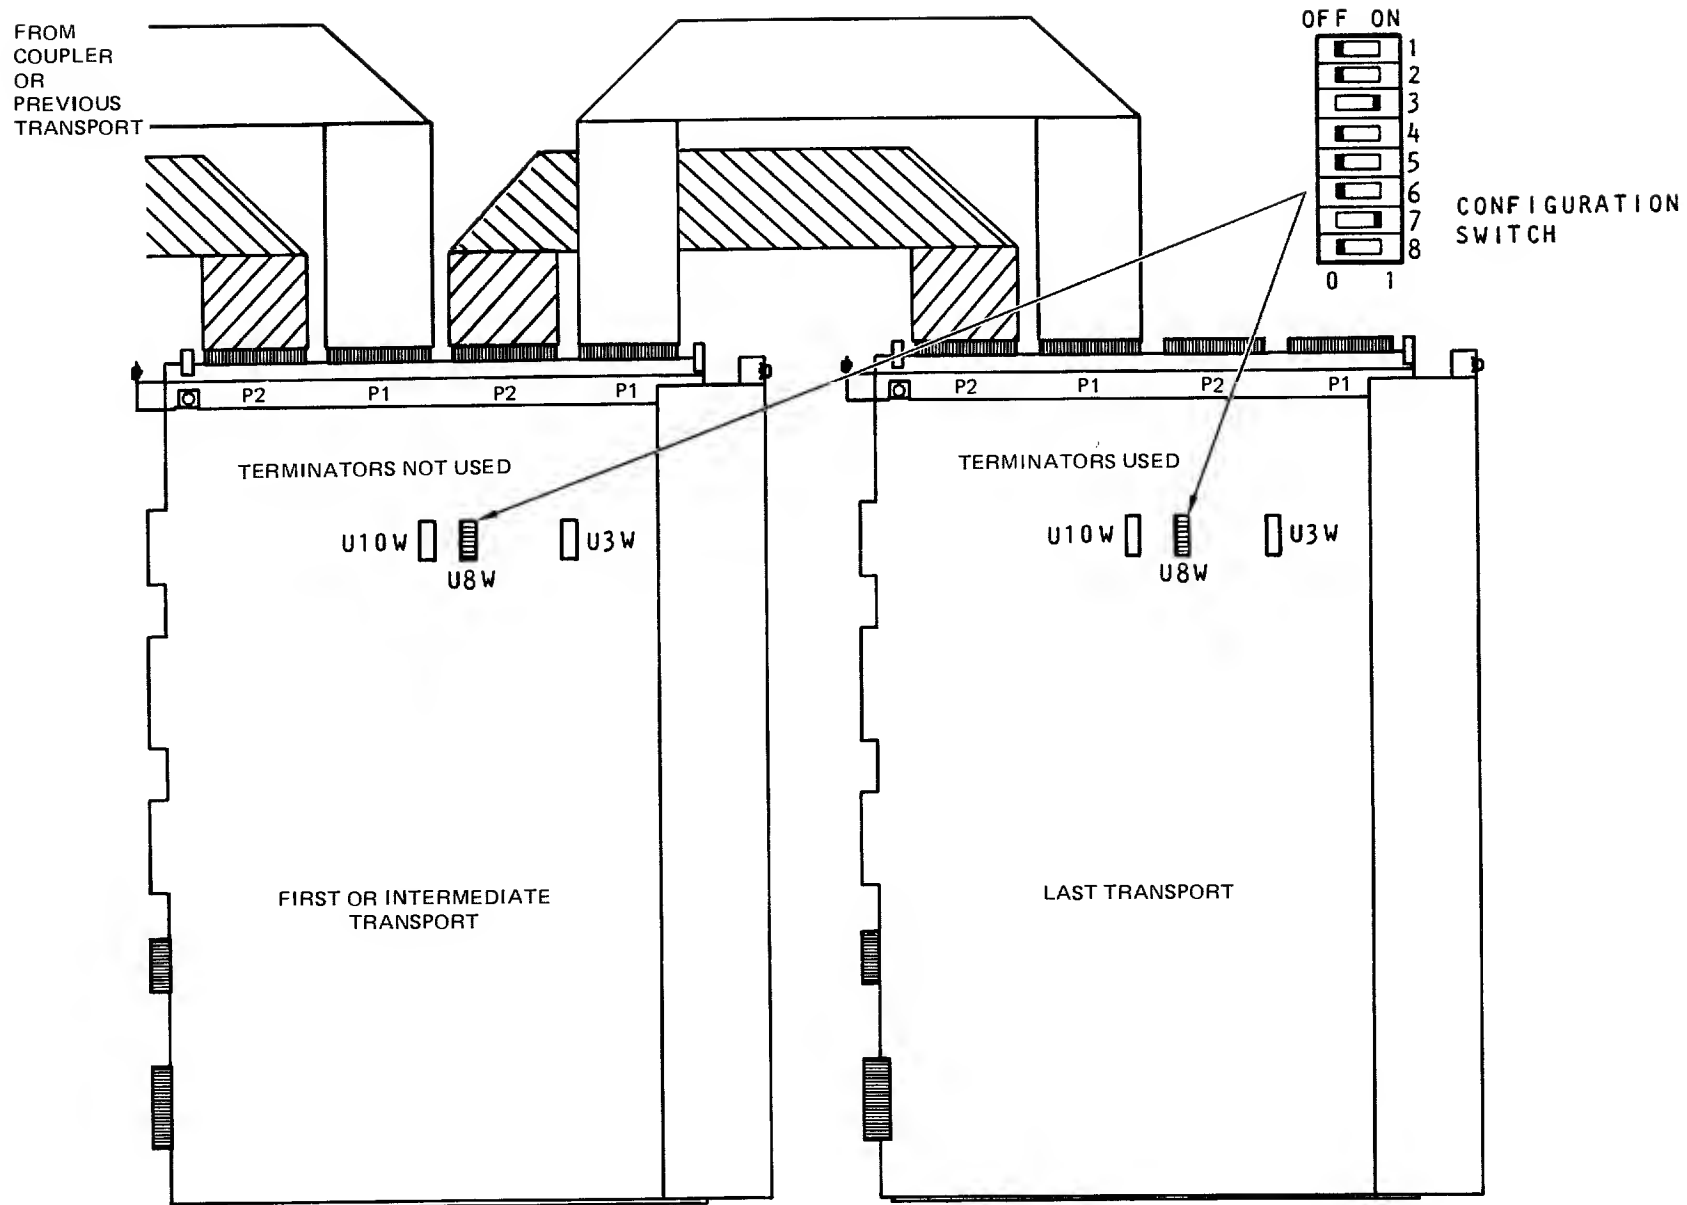 FROM
COUPLER
OR
PREVIOUS
TRANSPORT
OFF ON
1
2
3
4
5
6
7
8
0 1
CONFIGURATION
SWITCH
P2 P1 P2 P1
P2 P1 P2 P1
TERMINATORS NOT USED
TERMINATORS USED
U10W
U8W
U3W
U10W
U8W
U3W
FIRST OR INTERMEDIATE
TRANSPORT
LAST TRANSPORT